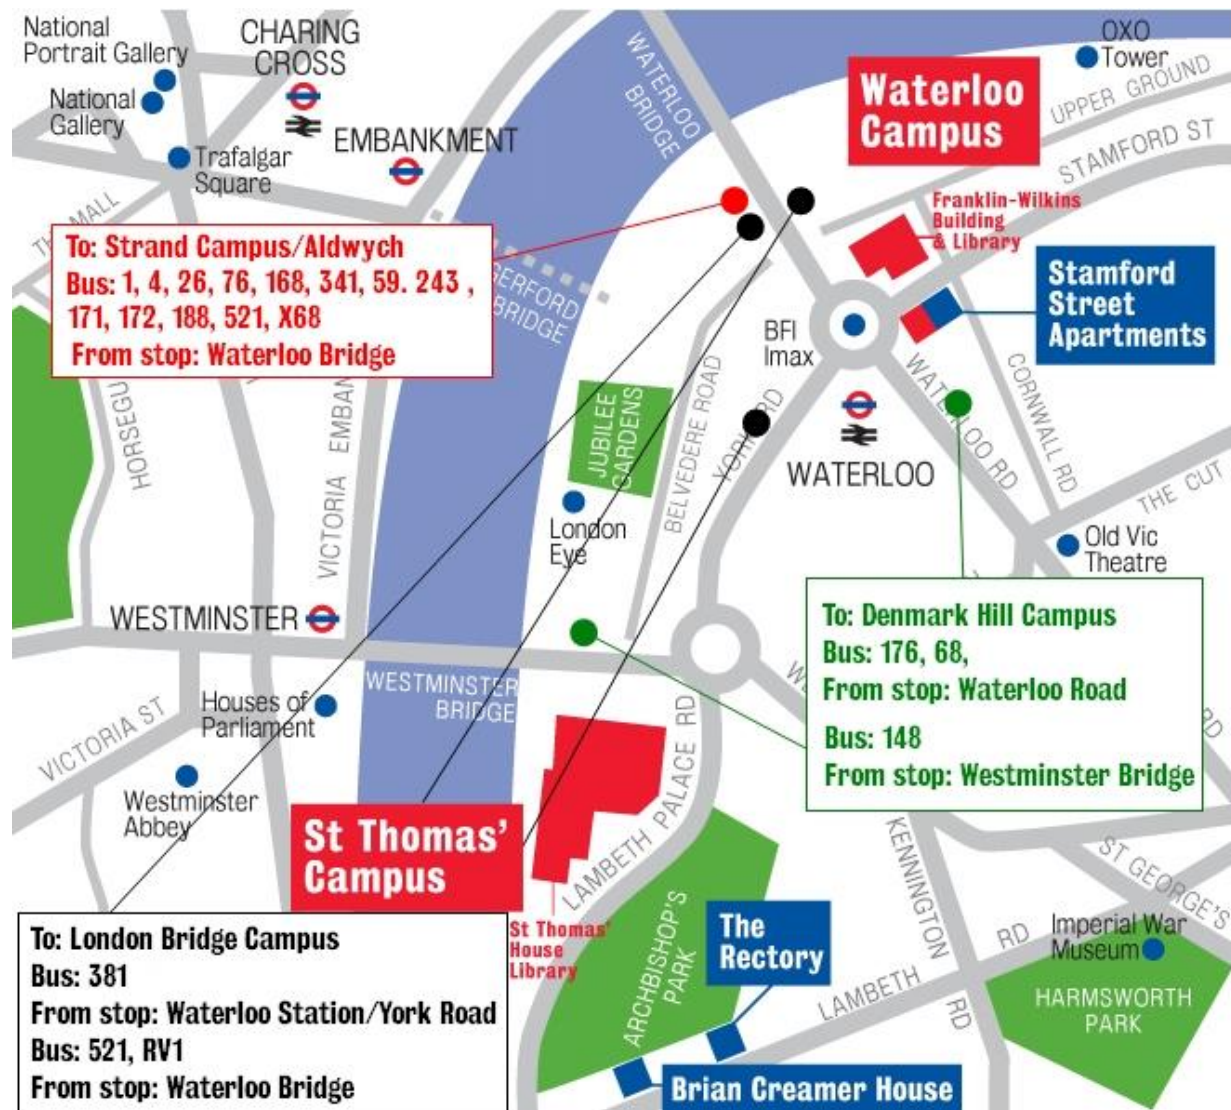 National
Portrait Gallery
CHARING
CROSS
National
Gallery
EMBANKMENT
Trafalgar
Square
WATERLOO
BRIDGE
OXO
Tower
Waterloo
Campus
UPPER GROUND
STAMFORD ST
MALL
Franklin-Wilkins
Building
& Library
To: Strand Campus/Aldwych
Bus: 1, 4, 26, 76, 168, 341, 59. 243 ,
171, 172, 188, 521, X68
From stop: Waterloo Bridge
GERFORD
BRIDGE
Stamford
Street
Apartments
BFI
Imax
HORSEGU
VICTORIA EMBAN
JUBILEE
GARDENS
BELVEDERE ROAD
YORK RD
WATERLOO RD
CORNWALL RD
WATERLOO
THE CUT
London
Eye
Old Vic
Theatre
WESTMINSTER
To: Denmark Hill Campus
Bus: 176, 68,
From stop: Waterloo Road
Bus: 148
From stop: Westminster Bridge
WESTMINSTER
BRIDGE
Houses of
Parliament
VICTORIA ST
Westminster
Abbey
RD
St Thomas'
Campus
LAMBETH PALACE RD
KENNINGTON
RD
ST GEORGE'S
St Thomas'
House
Library
ARCHBISHOP'S
PARK
The
Rectory
LAMBETH
RD
Imperial War
Museum
HARMSWORTH
PARK
To: London Bridge Campus
Bus: 381
From stop: Waterloo Station/York Road
Bus: 521, RV1
From stop: Waterloo Bridge
Brian Creamer House